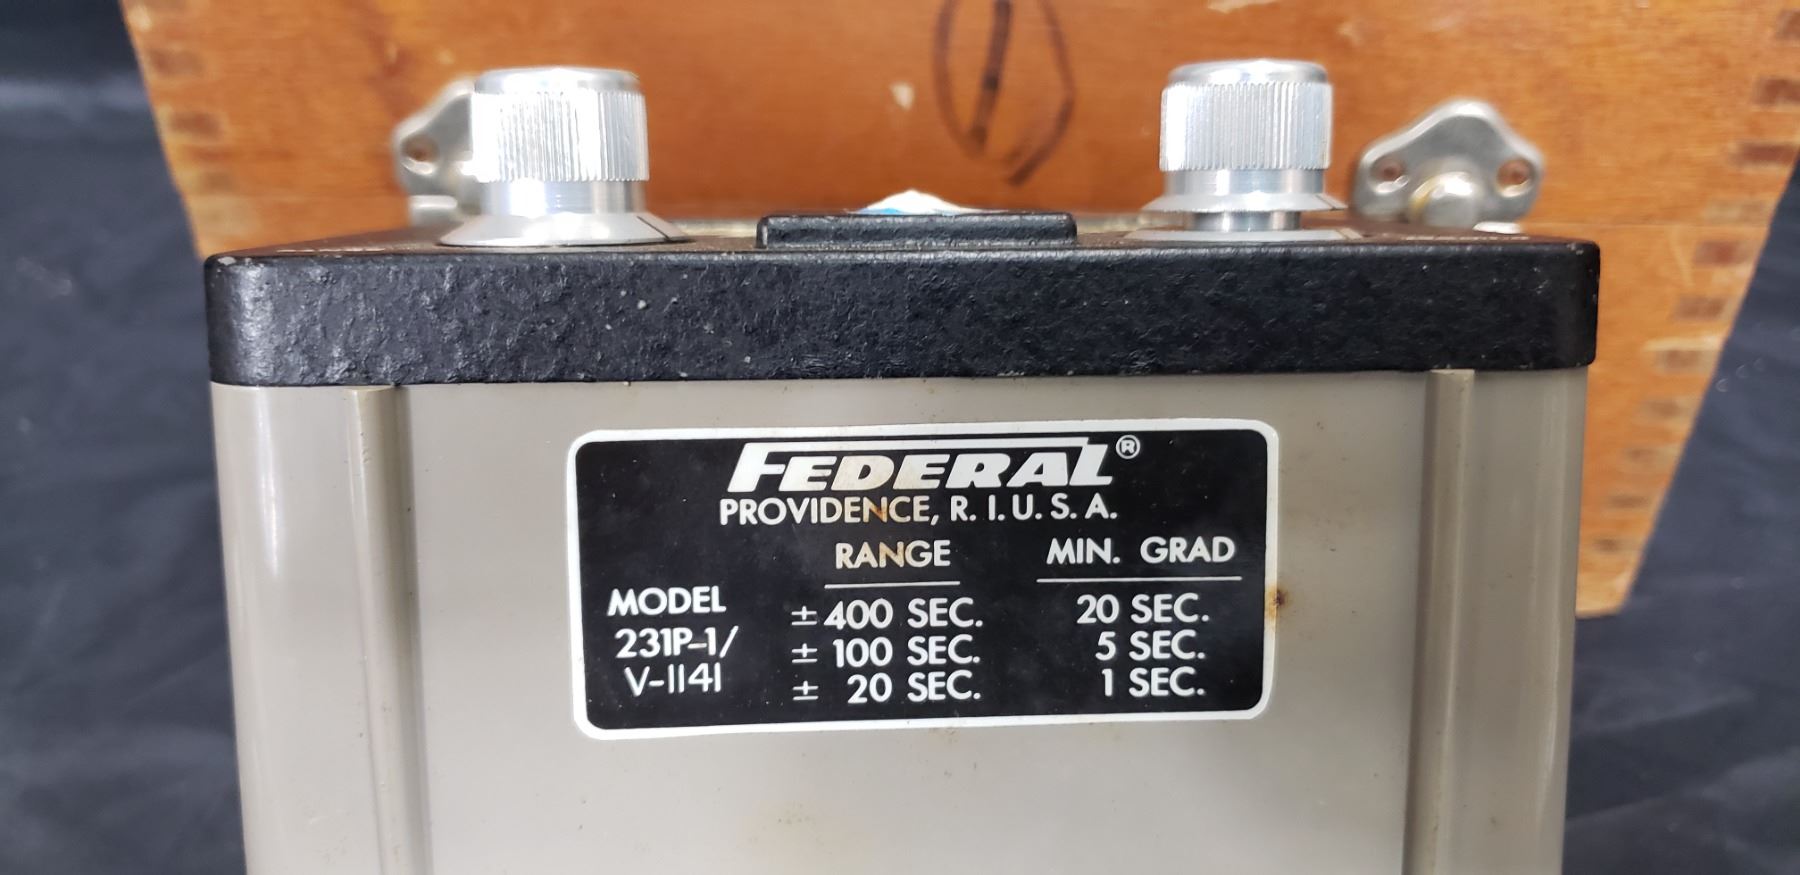 FEDERAL®
PROVIDENCE, R. I. U. S. A.
RANGE MIN. GRAD
MODEL ± 400 SEC. 20 SEC.
231P-1/ ± 100 SEC. 5 SEC.
V-1141 ± 20 SEC. 1 SEC.